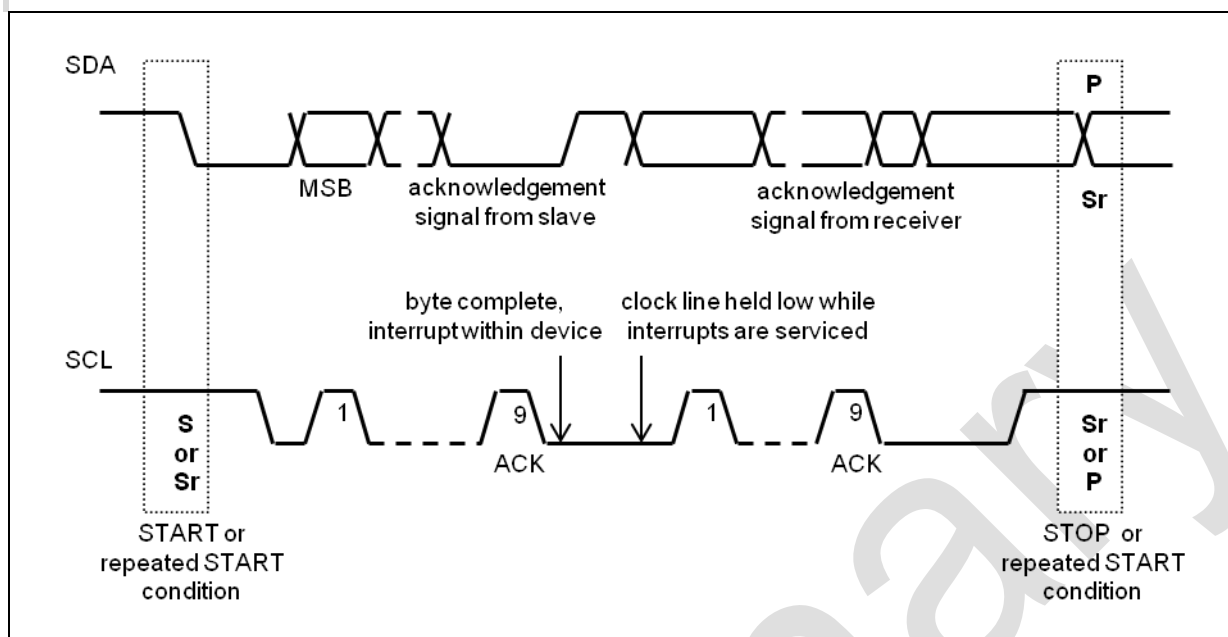 SDA
P
MSB
acknowledgement
signal from slave
acknowledgement
signal from receiver
Sr
byte complete,
interrupt within device
clock line held low while
interrupts are serviced
SCL
1
9
1
9
ACK
ACK
S
or
Sr
Sr
or
P
START or
repeated START
condition
STOP or
repeated START
condition